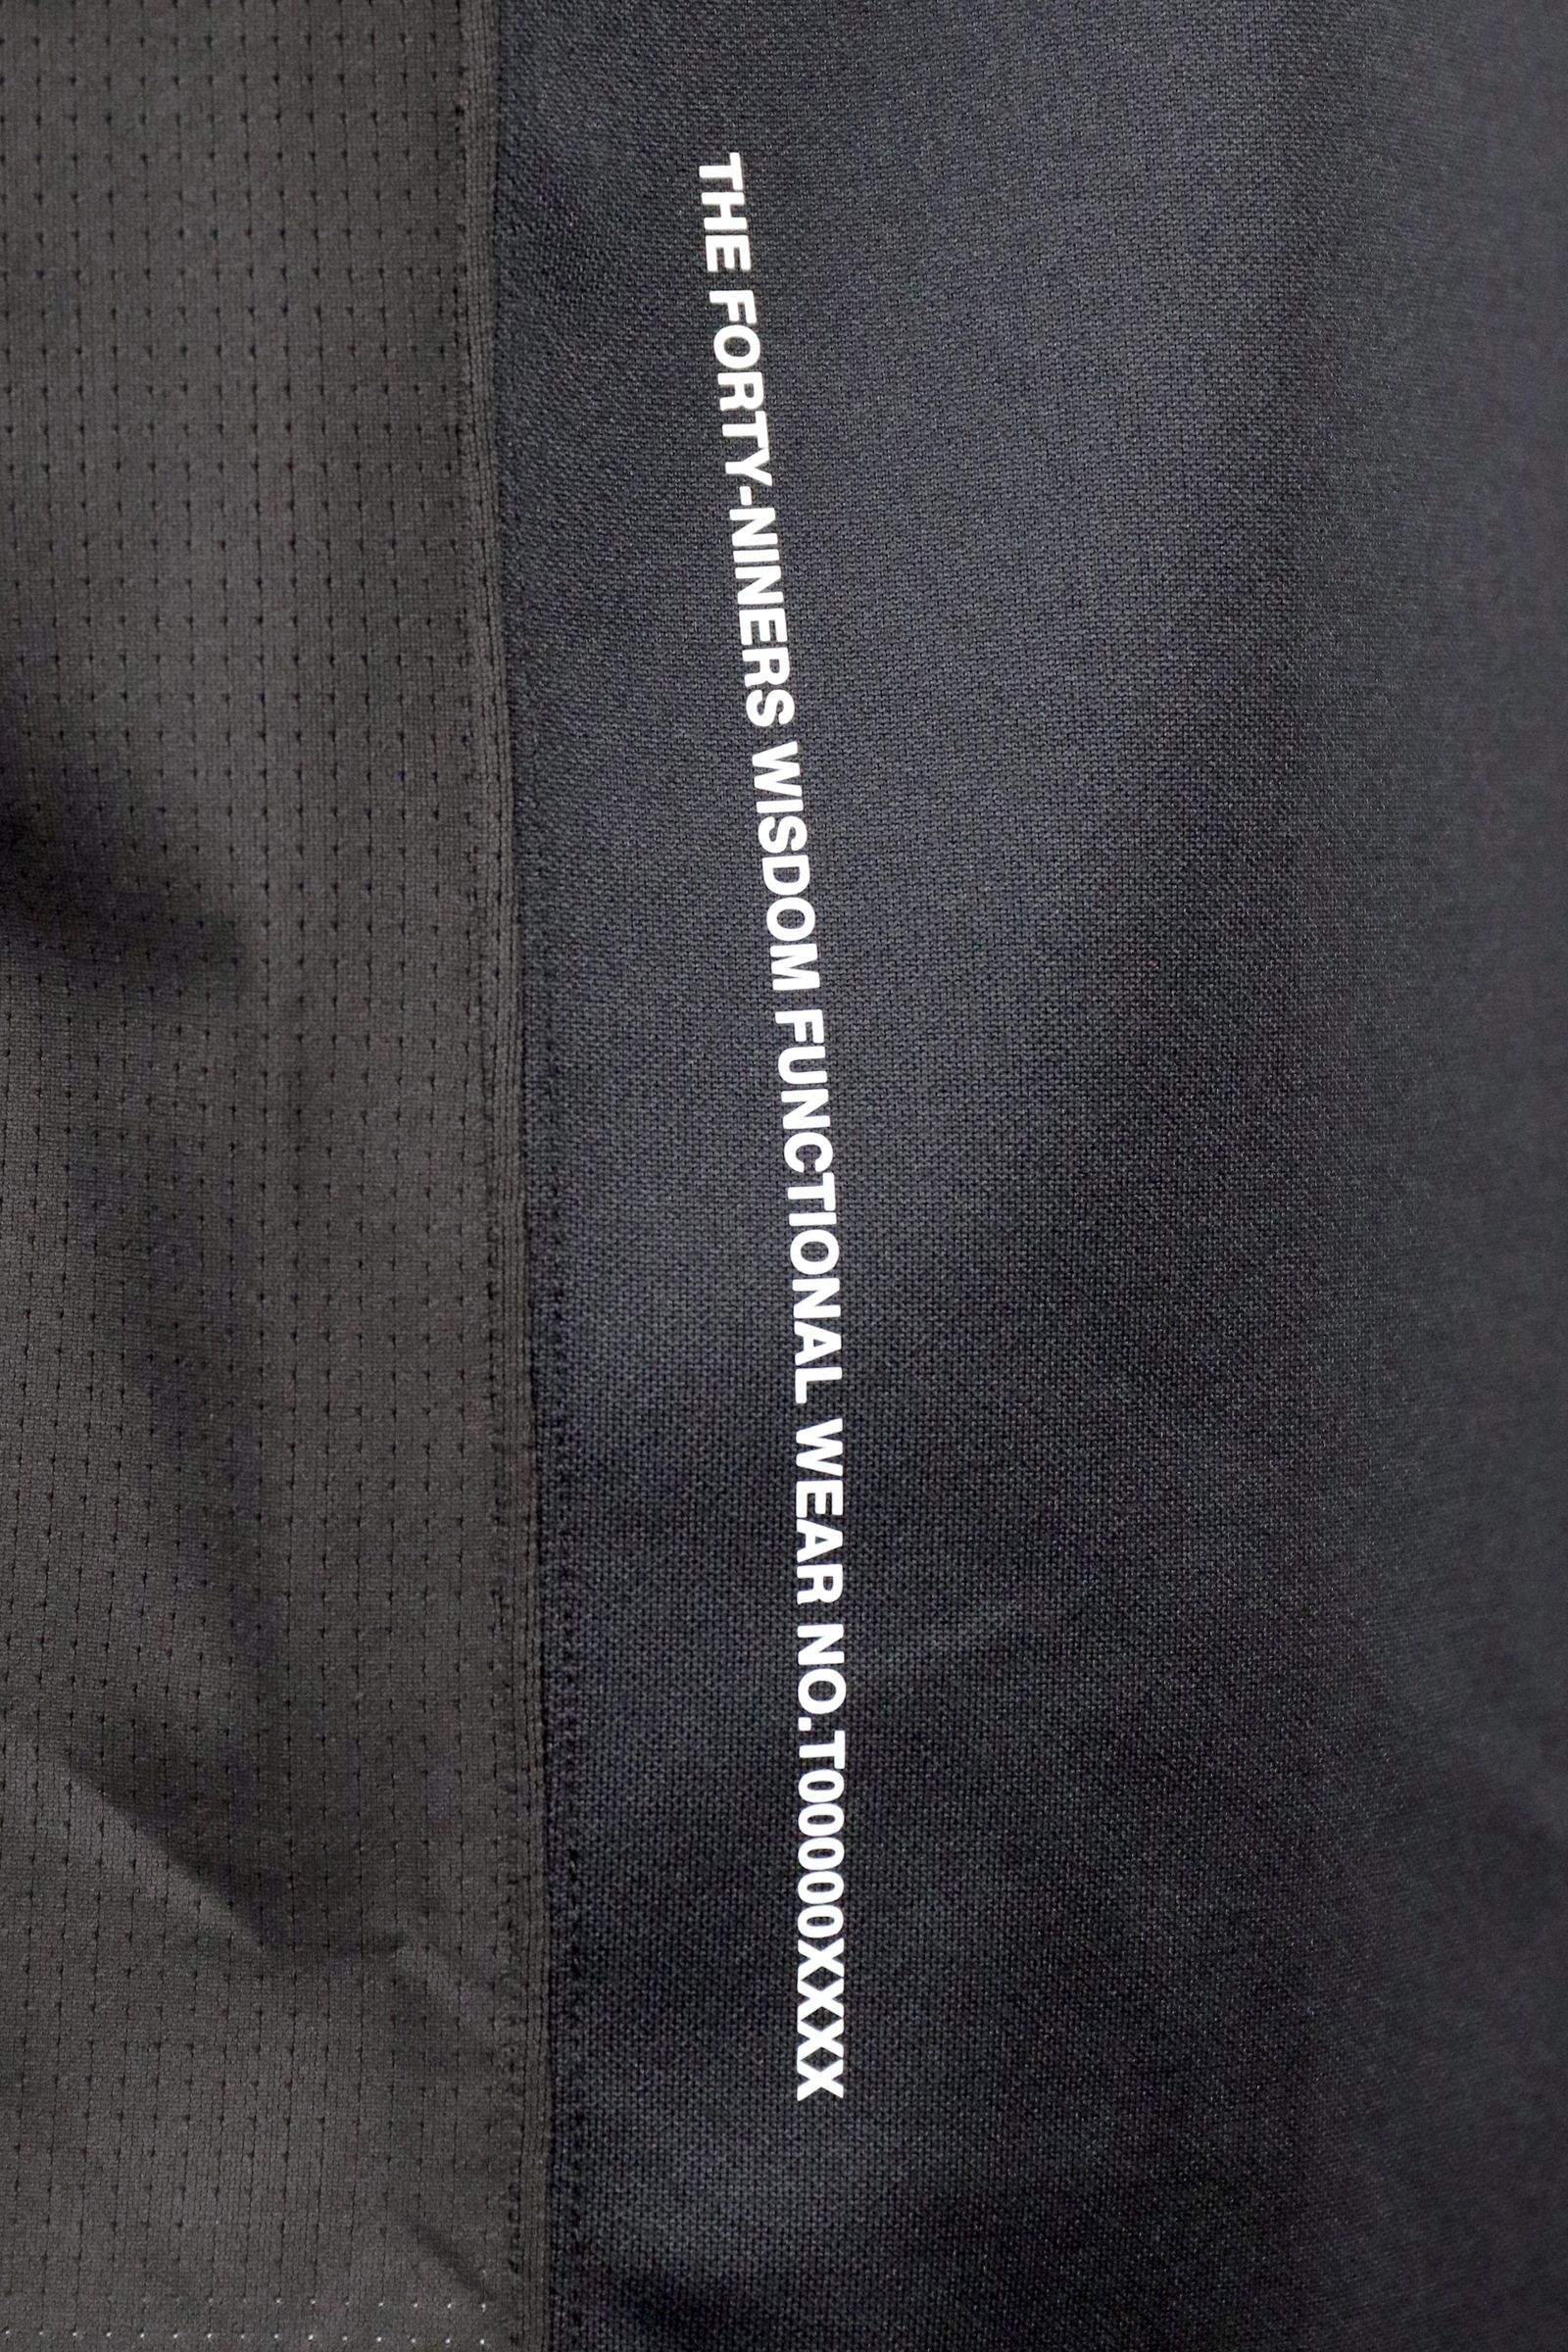 THE FORTY-NINERS WISDOM FUNCTIONAL WEAR NO.T00000XXXX